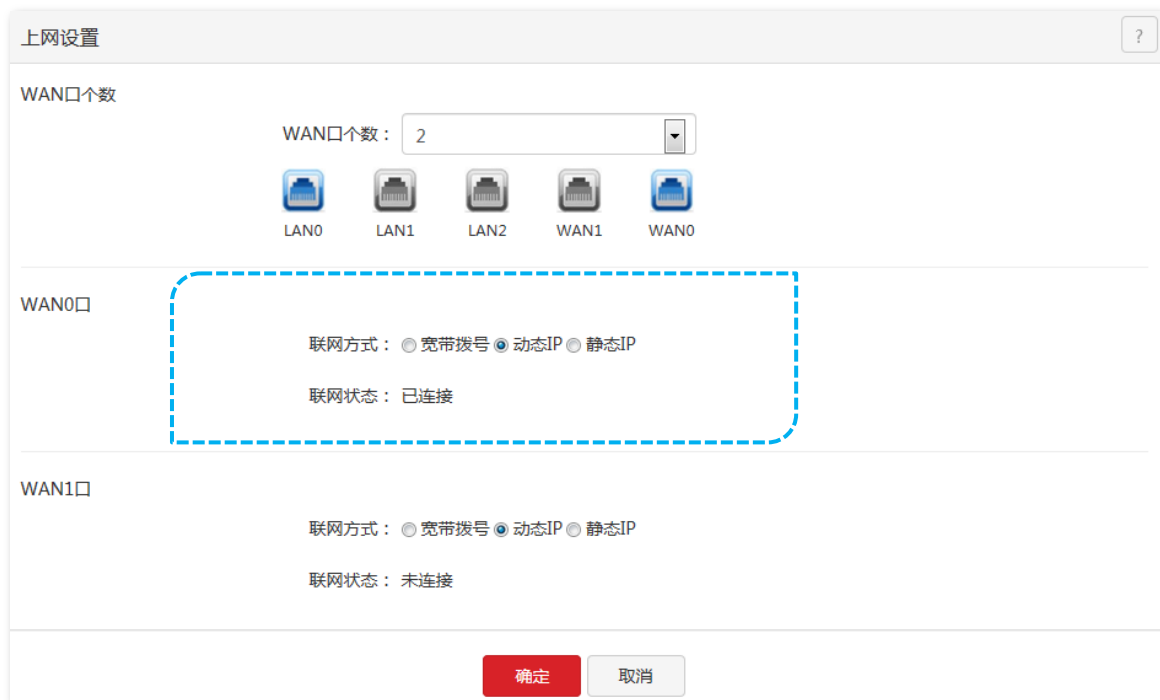 上网设置
?
WAN口个数
WAN口个数： 2
LAN0 LAN1 LAN2 WAN1 WAN0
WAN0口
联网方式： 宽带拨号 动态IP 静态IP
联网状态： 已连接
WAN1口
联网方式： 宽带拨号 动态IP 静态IP
联网状态： 未连接
确定 取消